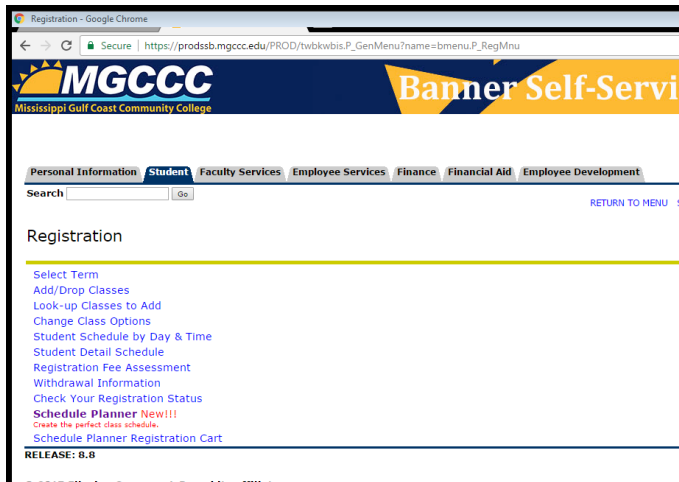 Registration - Google Chrome
Secure | https://prodssb.mgccc.edu/PROD/twbkwbis.P_GenMenu?name=bmenu.P_RegMnu
MGCCC
Mississippi Gulf Coast Community College
Banner Self-Servi
Personal Information Student Faculty Services Employee Services Finance Financial Aid Employee Development
Search Go
RETURN TO MENU S
Registration
Select Term
Add/Drop Classes
Look-up Classes to Add
Change Class Options
Student Schedule by Day & Time
Student Detail Schedule
Registration Fee Assessment
Withdrawal Information
Check Your Registration Status
Schedule Planner New!!!
Create the perfect class schedule.
Schedule Planner Registration Cart
RELEASE: 8.8